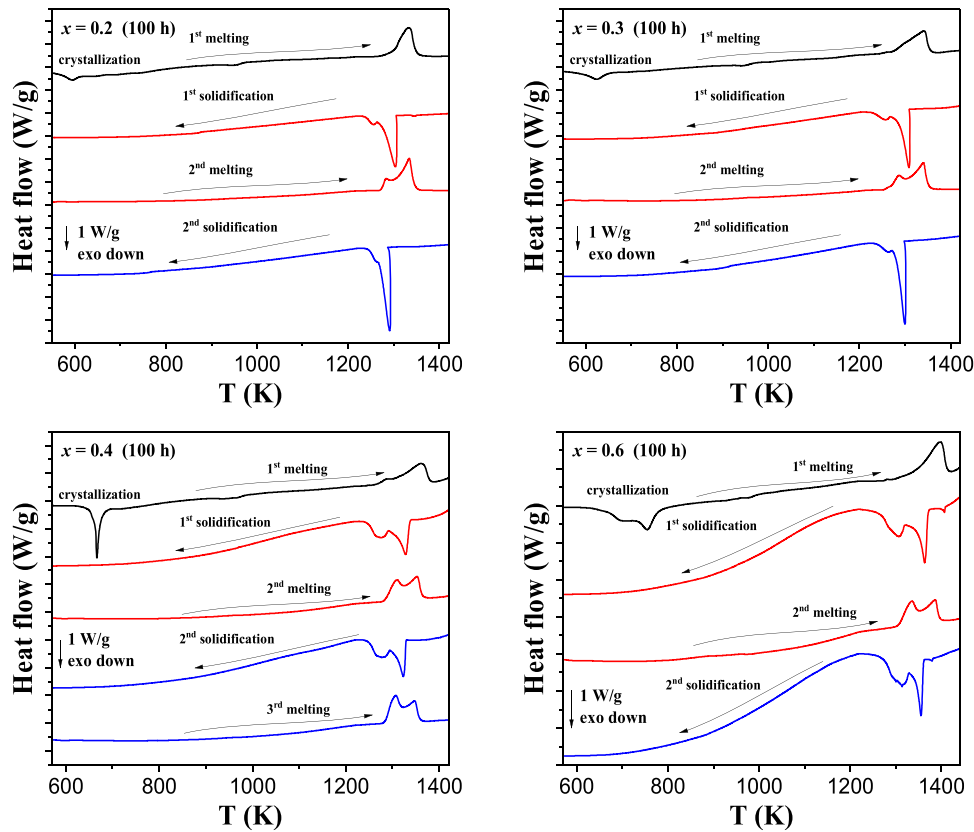 x = 0.2 (100 h)
1st melting
crystallization
1st solidification
2nd melting
2nd solidification
1 W/g
exo down
Heat flow (W/g)
600 800 1000 1200 1400
T (K)
x = 0.3 (100 h)
1st melting
crystallization
1st solidification
2nd melting
2nd solidification
1 W/g
exo down
Heat flow (W/g)
600 800 1000 1200 1400
T (K)
x = 0.4 (100 h)
1st melting
crystallization
1st solidification
2nd melting
2nd solidification
1 W/g
exo down
3rd melting
Heat flow (W/g)
600 800 1000 1200 1400
T (K)
x = 0.6 (100 h)
1st melting
crystallization
1st solidification
2nd melting
2nd solidification
1 W/g
exo down
Heat flow (W/g)
600 800 1000 1200 1400
T (K)